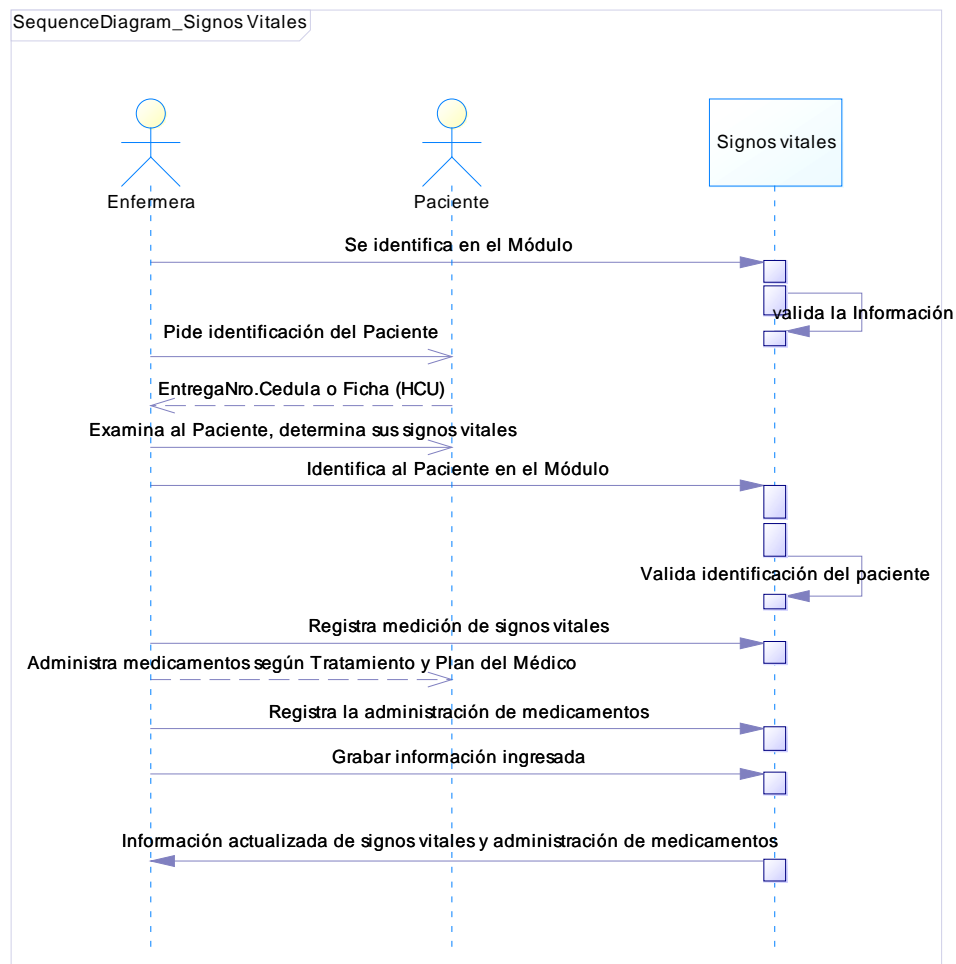 SequenceDiagram_Signos Vitales
Enfermera
Paciente
Signos vitales
Se identifica en el Módulo
valida la Información
Pide identificación del Paciente
EntregaNro.Cedula o Ficha (HCU)
Examina al Paciente, determina sus signos vitales
Identifica al Paciente en el Módulo
Valida identificación del paciente
Registra medición de signos vitales
Administra medicamentos según Tratamiento y Plan del Médico
Registra la administración de medicamentos
Grabar información ingresada
Información actualizada de signos vitales y administración de medicamentos